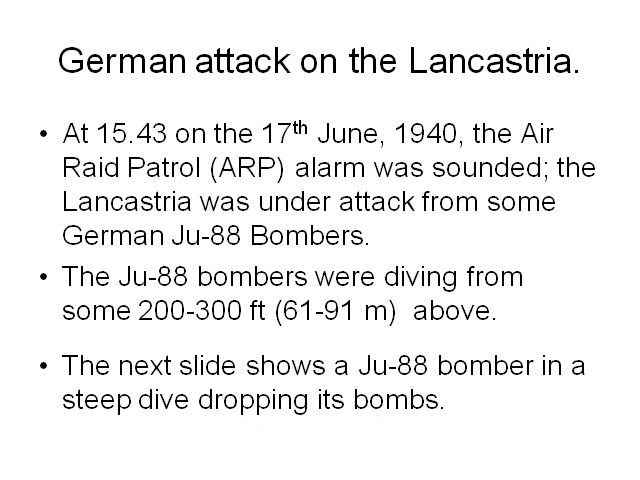 German attack on the Lancastria.
• At 15.43 on the 17th June, 1940, the Air
Raid Patrol (ARP) alarm was sounded; the
Lancastria was under attack from some
German Ju-88 Bombers.
• The Ju-88 bombers were diving from
some 200-300 ft (61-91 m)  above.
• The next slide shows a Ju-88 bomber in a
steep dive dropping its bombs.